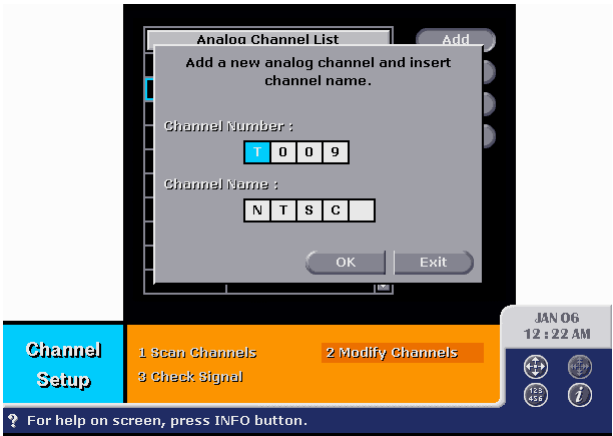 Analog Channel List
Add
Add a new analog channel and insert
channel name.
Channel Number :
T 0 0 9
Channel Name :
N T S C
OK
Exit
JAN 06
12 : 22 AM
Channel
Setup
1 Scan Channels
2 Modify Channels
3 Check Signal
123
456
i
? For help on screen, press INFO button.